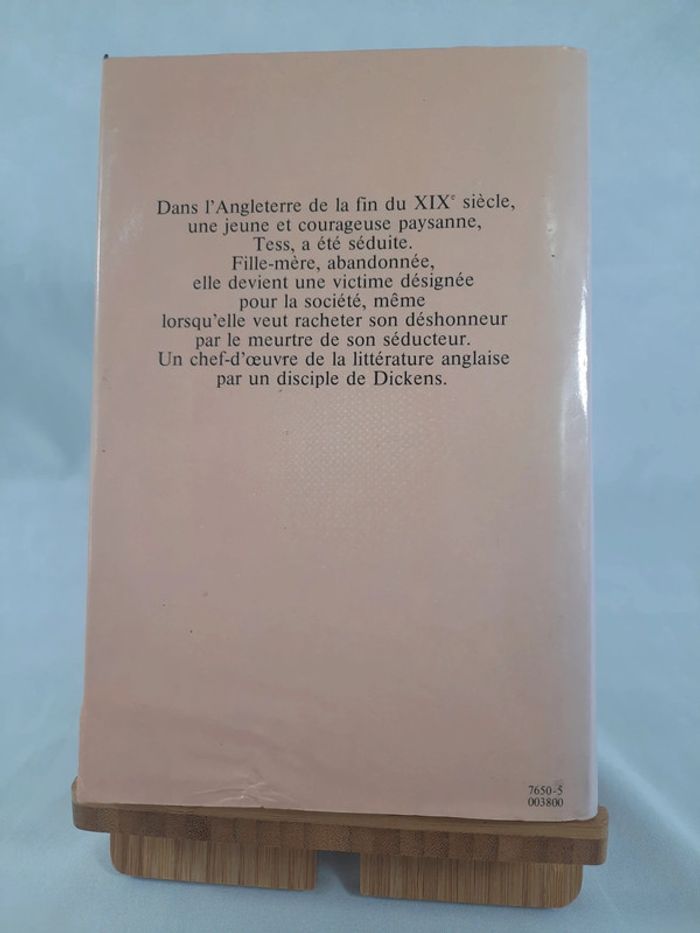 Dans l'Angleterre de la fin du XIXᵉ siècle,
une jeune et courageuse paysanne,
Tess, a été séduite.
Fille-mère, abandonnée,
elle devient une victime désignée
pour la société, même
lorsqu'elle veut racheter son déshonneur
par le meurtre de son séducteur.
Un chef-d'œuvre de la littérature anglaise
par un disciple de Dickens.
7650-5
003800